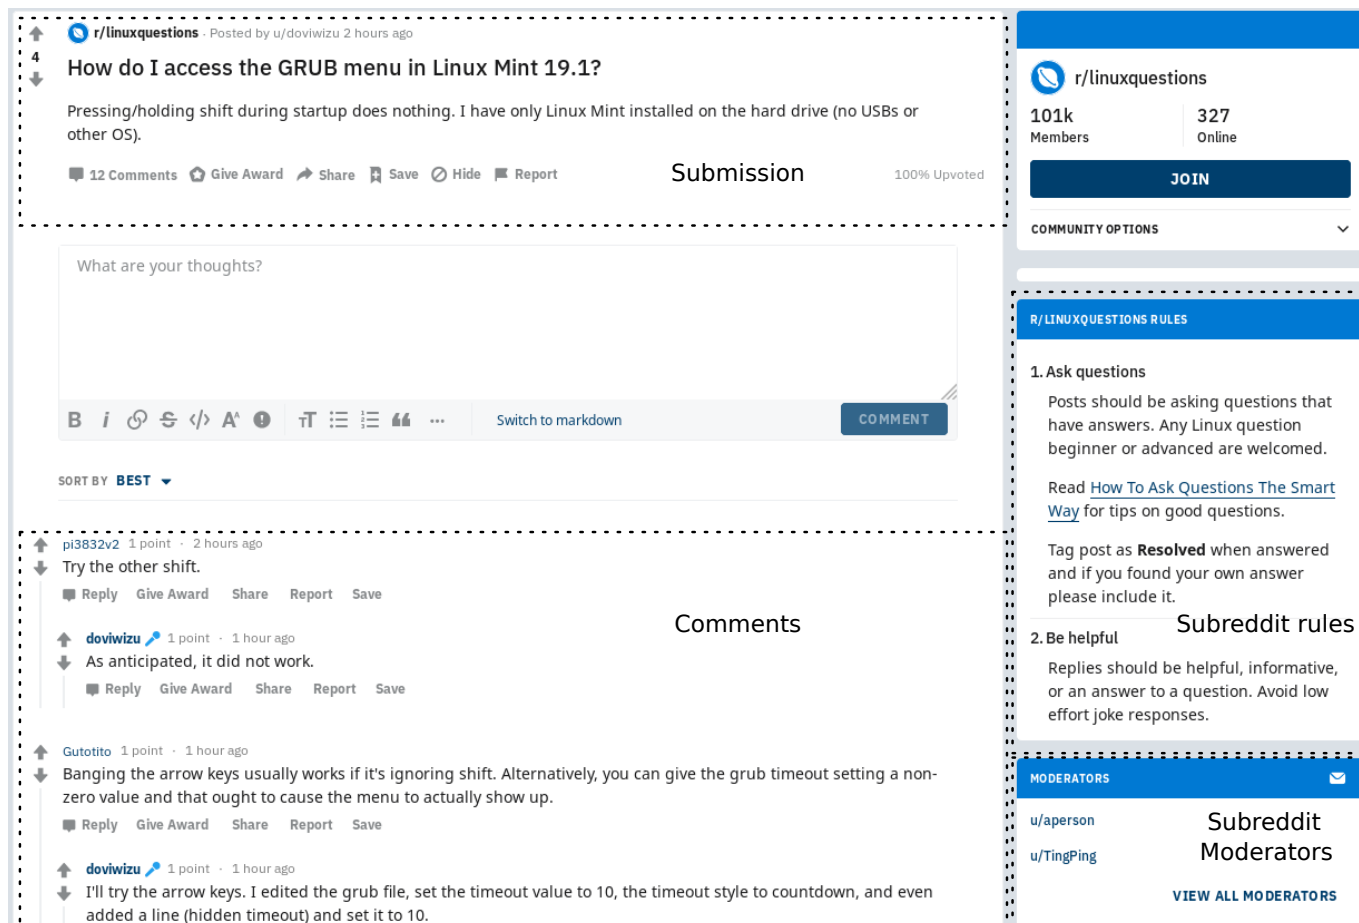 r/linuxquestions · Posted by u/doviwizu 2 hours ago
4
How do I access the GRUB menu in Linux Mint 19.1?
Pressing/holding shift during startup does nothing. I have only Linux Mint installed on the hard drive (no USBs or
other OS).
12 Comments Give Award Share Save Hide Report
Submission
100% Upvoted
What are your thoughts?
B i S </> AA TT ... Switch to markdown COMMENT
SORT BY BEST
pi3832v2 1 point · 2 hours ago
Try the other shift.
Reply Give Award Share Report Save
Comments
doviwizu 1 point · 1 hour ago
As anticipated, it did not work.
Reply Give Award Share Report Save
Gutotito 1 point · 1 hour ago
Banging the arrow keys usually works if it's ignoring shift. Alternatively, you can give the grub timeout setting a non-
zero value and that ought to cause the menu to actually show up.
Reply Give Award Share Report Save
doviwizu 1 point · 1 hour ago
I'll try the arrow keys. I edited the grub file, set the timeout value to 10, the timeout style to countdown, and even
added a line (hidden timeout) and set it to 10.
r/linuxquestions
101k 327
Members Online
JOIN
COMMUNITY OPTIONS
R/LINUXQUESTIONS RULES
1. Ask questions
Posts should be asking questions that
have answers. Any Linux question
beginner or advanced are welcomed.
Read How To Ask Questions The Smart
Way for tips on good questions.
Tag post as Resolved when answered
and if you found your own answer
please include it.
Subreddit rules
2. Be helpful
Replies should be helpful, informative,
or an answer to a question. Avoid low
effort joke responses.
MODERATORS
u/aperson
u/TingPing
Subreddit
Moderators
VIEW ALL MODERATORS